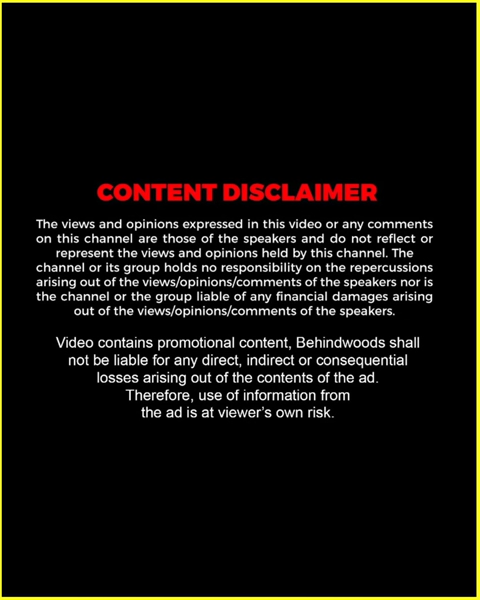 CONTENT DISCLAIMER
The views and opinions expressed in this video or any comments
on this channel are those of the speakers and do not reflect or
represent the views and opinions held by this channel. The
channel or its group holds no responsibility on the repercussions
arising out of the views/opinions/comments of the speakers nor is
the channel or the group liable of any financial damages arising
out of the views/opinions/comments of the speakers.
Video contains promotional content, Behindwoods shall
not be liable for any direct, indirect or consequential
losses arising out of the contents of the ad.
Therefore, use of information from
the ad is at viewer's own risk.